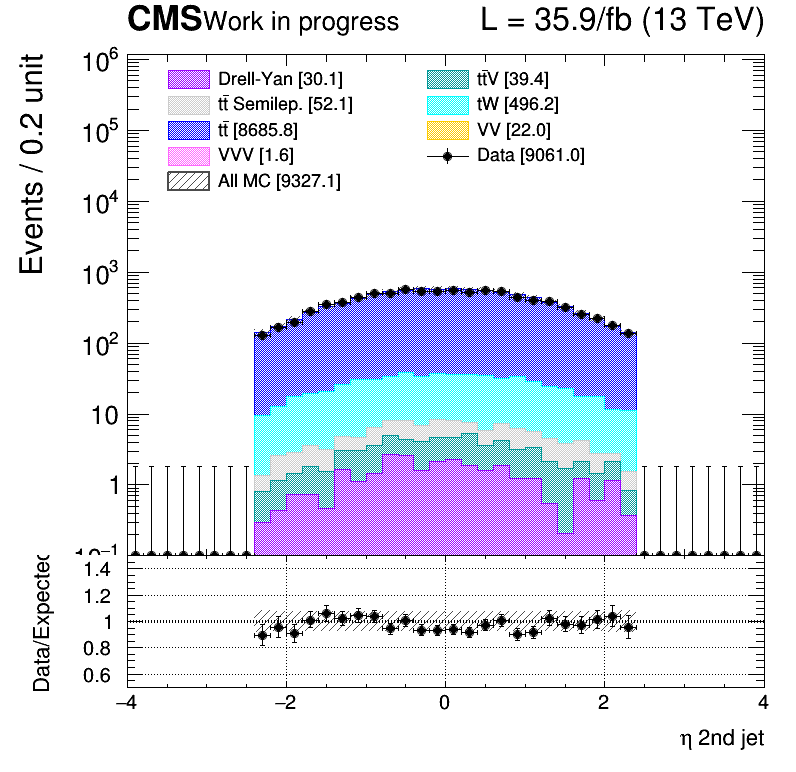 CMS Work in progress L = 35.9/fb (13 TeV)
Drell-Yan [30.1] tt̄V [39.4]
tt̄ Semilep. [52.1] tW [496.2]
tt̄ [8685.8] VV [22.0]
VVV [1.6] Data [9061.0]
All MC [9327.1]
Events / 0.2 unit
10⁶
10⁵
10⁴
10³
10²
10
1
10⁻¹
Data/Expected
1.4
1.2
1
0.8
0.6
−4 −2 0 2 4
η 2nd jet